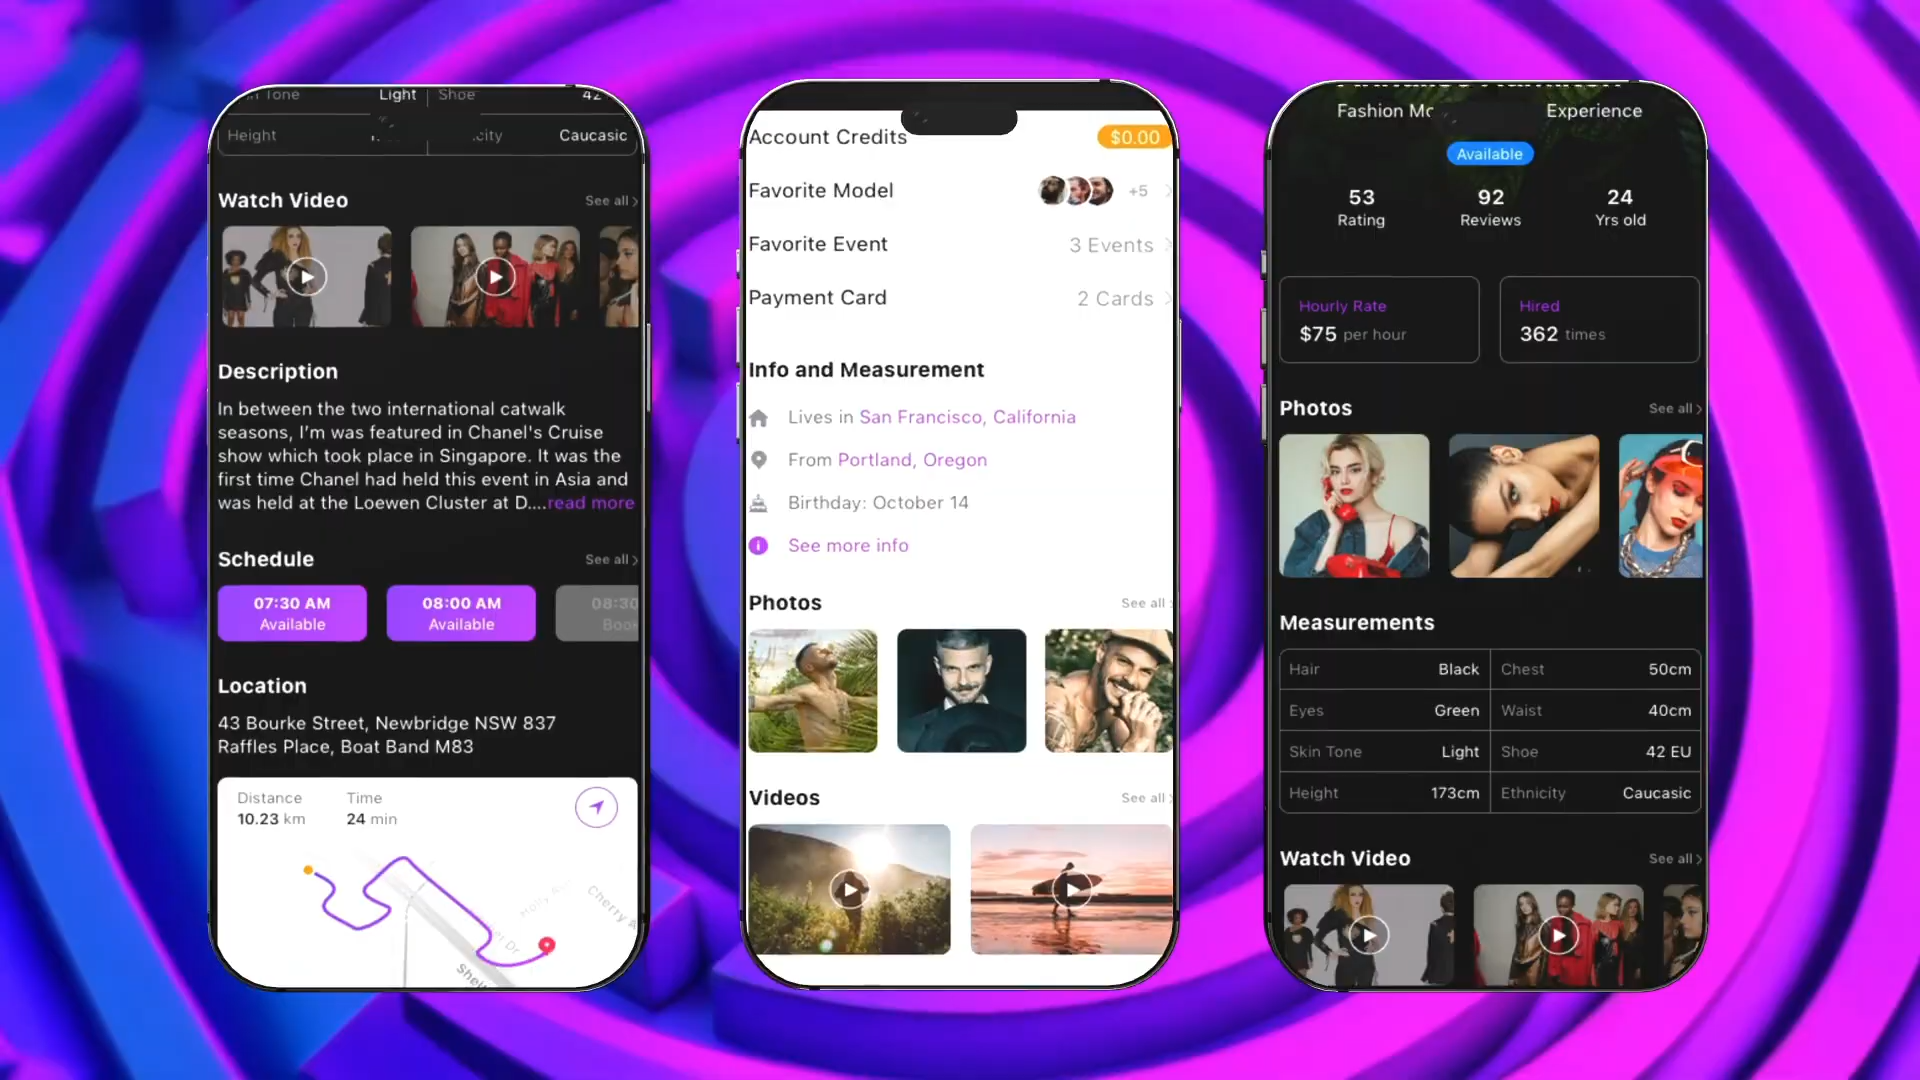 Light Shoe 42
Height Caucasic
Watch Video See all
Description
In between the two international catwalk
seasons, I'm was featured in Chanel's Cruise
show which took place in Singapore. It was the
first time Chanel had held this event in Asia and
was held at the Loewen Cluster at D....read more
Schedule See all
07:30 AM 08:00 AM 08:30
Available Available
Location
43 Bourke Street, Newbridge NSW 837
Raffles Place, Boat Band M83
Distance Time
10.23 km 24 min
Cherry
Account Credits $0.00
Favorite Model +5
Favorite Event 3 Events
Payment Card 2 Cards
Info and Measurement
Lives in San Francisco, California
From Portland, Oregon
Birthday: October 14
See more info
Photos See all
Videos See all
Fashion Experience
Available
53 92 24
Rating Reviews Yrs old
Hourly Rate Hired
$75 per hour 362 times
Photos See all
Measurements
Hair Black Chest 50cm
Eyes Green Waist 40cm
Skin Tone Light Shoe 42 EU
Height 173cm Ethnicity Caucasic
Watch Video See all